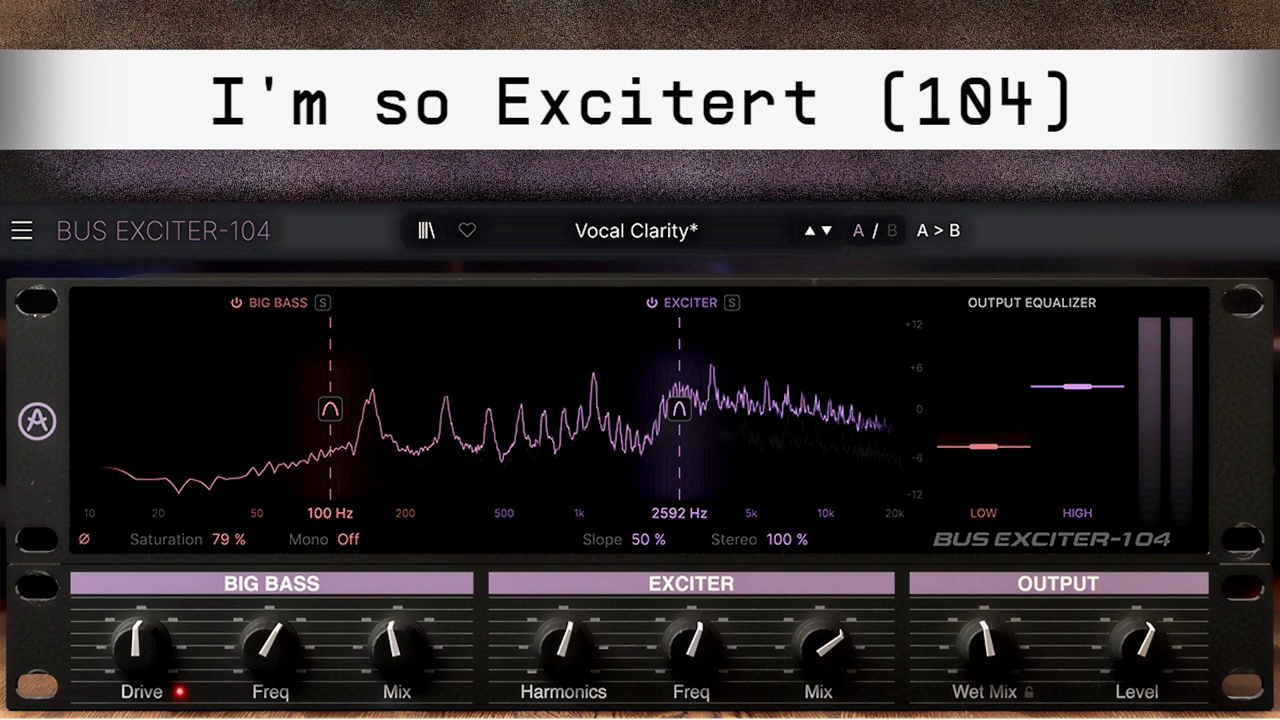 I'm so Excitert (104)
BUS EXCITER-104 Vocal Clarity* A / B A > B
BIG BASS S EXCITER S OUTPUT EQUALIZER
+12
+6
0
-6
-12
10 20 50 100 Hz 200 500 1k 2592 Hz 5k 10k 20k LOW HIGH
Ø Saturation 79 % Mono Off Slope 50 % Stereo 100 % BUS EXCITER-104
BIG BASS EXCITER OUTPUT
Drive Freq Mix Harmonics Freq Mix Wet Mix Level